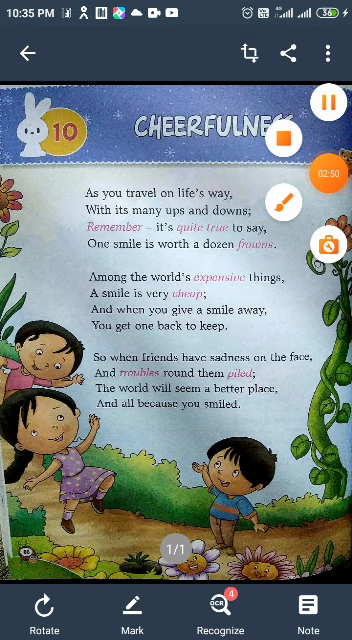 10:35 PM
4G
36
10
CHEERFULNESS
02:50
As you travel on life's way,
With its many ups and downs;
Remember – it's quite true to say,
One smile is worth a dozen frowns.
Among the world's expensive things,
A smile is very cheap;
And when you give a smile away,
You get one back to keep.
So when friends have sadness on the face,
And troubles round them piled;
The world will seem a better place,
And all because you smiled.
1/1
OCR
4
Rotate
Mark
Recognize
Note